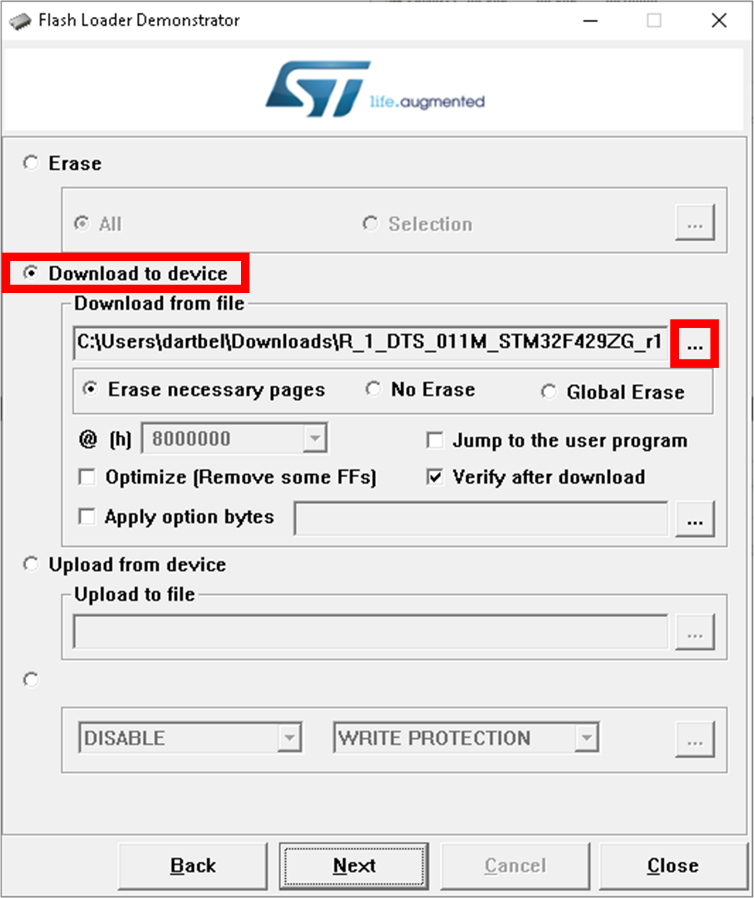 Flash Loader Demonstrator
ST life.augmented
Erase
All Selection ...
Download to device
Download from file
C:\Users\dartbel\Downloads\R_1_DTS_011M_STM32F429ZG_r1 ...
Erase necessary pages No Erase Global Erase
@ (h) 8000000 Jump to the user program
Optimize (Remove some FFs) Verify after download
Apply option bytes ...
Upload from device
Upload to file
...
DISABLE WRITE PROTECTION ...
Back Next Cancel Close